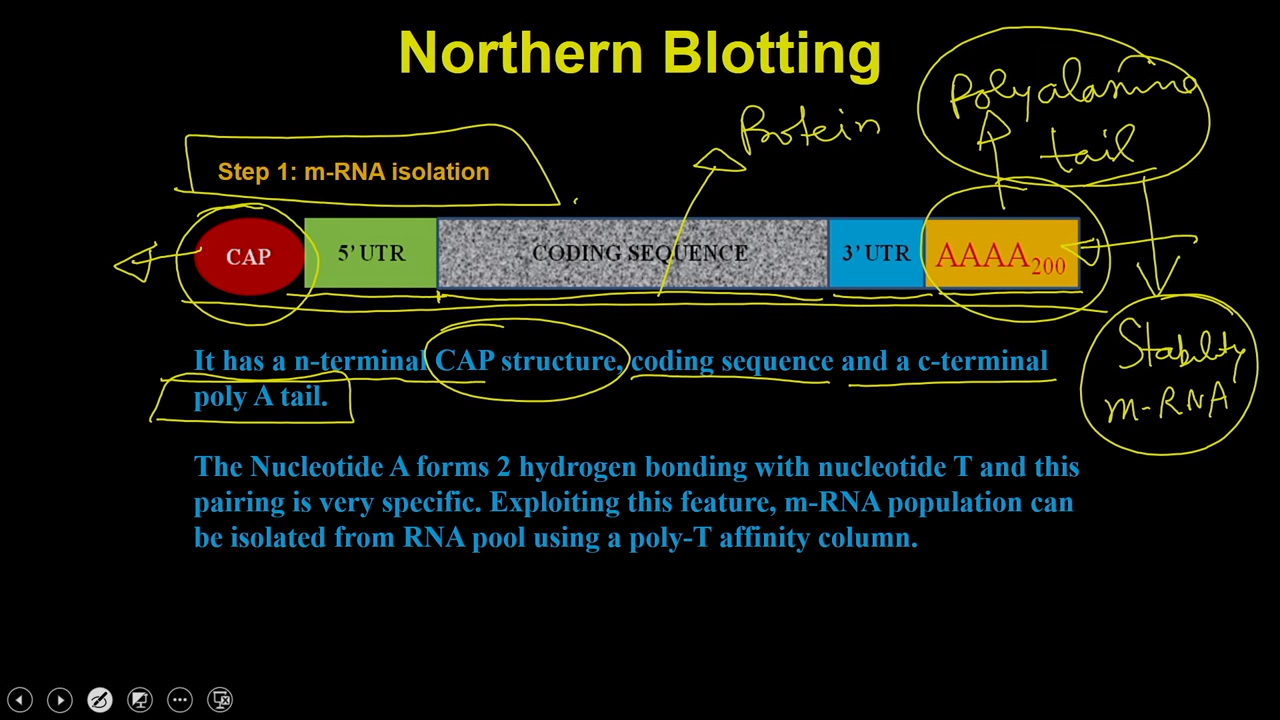 Northern Blotting
Polyalamine
tail
Protein
Step 1: m-RNA isolation
CAP
5' UTR
CODING SEQUENCE
3' UTR
AAAA200
It has a n-terminal CAP structure, coding sequence and a c-terminal
poly A tail.
Stability
m-RNA
The Nucleotide A forms 2 hydrogen bonding with nucleotide T and this
pairing is very specific. Exploiting this feature, m-RNA population can
be isolated from RNA pool using a poly-T affinity column.